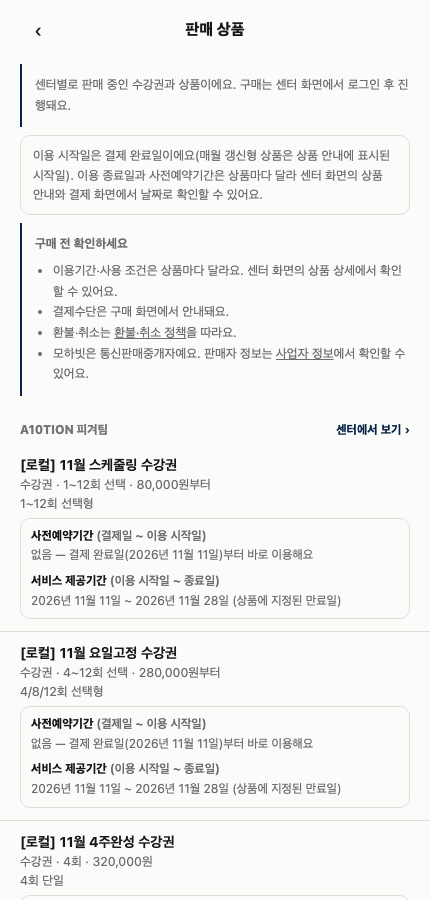 ‹ 판매 상품
센터별로 판매 중인 수강권과 상품이에요. 구매는 센터 화면에서 로그인 후 진
행돼요.
이용 시작일은 결제 완료일이에요(매월 갱신형 상품은 상품 안내에 표시된
시작일). 이용 종료일과 사전예약기간은 상품마다 달라 센터 화면의 상품
안내와 결제 화면에서 날짜로 확인할 수 있어요.
구매 전 확인하세요
• 이용기간·사용 조건은 상품마다 달라요. 센터 화면의 상품 상세에서 확인
할 수 있어요.
• 결제수단은 구매 화면에서 안내돼요.
• 환불·취소는 환불·취소 정책을 따라요.
• 모하빗은 통신판매중개자예요. 판매자 정보는 사업자 정보에서 확인할 수
있어요.
A10TION 피겨팀 센터에서 보기 ›
[로컬] 11월 스케줄링 수강권
수강권 · 1~12회 선택 · 80,000원부터
1~12회 선택형
사전예약기간 (결제일 ~ 이용 시작일)
없음 — 결제 완료일(2026년 11월 11일)부터 바로 이용해요
서비스 제공기간 (이용 시작일 ~ 종료일)
2026년 11월 11일 ~ 2026년 11월 28일 (상품에 지정된 만료일)
[로컬] 11월 요일고정 수강권
수강권 · 4~12회 선택 · 280,000원부터
4/8/12회 선택형
사전예약기간 (결제일 ~ 이용 시작일)
없음 — 결제 완료일(2026년 11월 11일)부터 바로 이용해요
서비스 제공기간 (이용 시작일 ~ 종료일)
2026년 11월 11일 ~ 2026년 11월 28일 (상품에 지정된 만료일)
[로컬] 11월 4주완성 수강권
수강권 · 4회 · 320,000원
4회 단일